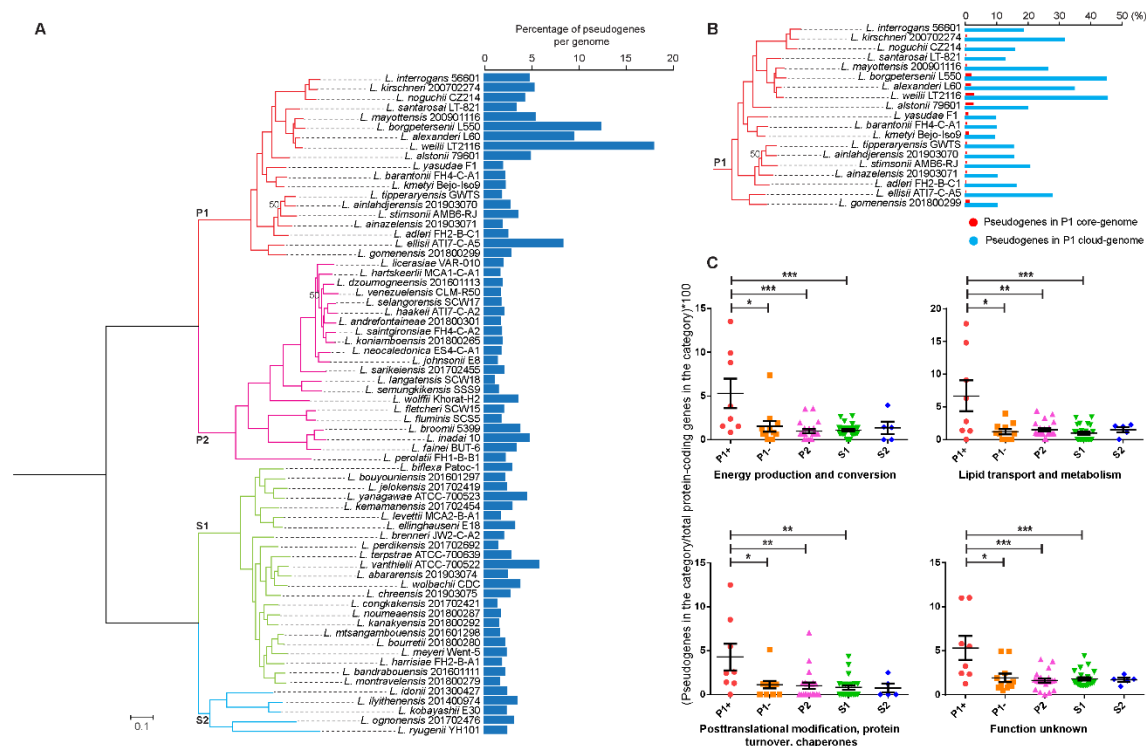 A
Percentage of pseudogenes
per genome
0 5 10 15 20
L. interrogans 56601
L. kirschneri 200702274
L. noguchii CZ214
L. santarosai LT-821
L. mayottensis 200901116
L. borgpetersenii L550
L. alexanderi L60
L. weilii LT2116
L. alstonii 79601
L. yasudae F1
L. barantonii FH4-C-A1
L. kmetyi Bejo-Iso9
L. tipperaryensis GWTS
50
L. ainlahdjerensis 201903070
L. stimsonii AMB6-RJ
P1
L. ainazelensis 201903071
L. adleri FH2-B-C1
L. ellisii ATI7-C-A5
L. gomenensis 201800299
L. licerasiae VAR-010
L. hartskeerlii MCA1-C-A1
L. dzoumogneensis 201601113
50
L. venezuelensis CLM-R50
L. selangorensis SCW17
L. haakeii ATI7-C-A2
L. andrefontaineae 201800301
L. saintgironsiae FH4-C-A2
L. koniamboensis 201800265
L. neocaledonica ES4-C-A1
L. johnsonii E8
L. sarikeiensis 201702455
L. langatensis SCW18
L. semungkikensis SSS9
L. wolffii Khorat-H2
L. fletcheri SCW15
L. fluminis SCS5
L. broomii 5399
P2
L. inadai 10
L. fainei BUT-6
L. perolatii FH1-B-B1
L. biflexa Patoc-1
L. bouyouniensis 201601297
L. jelokensis 201702419
L. yanagawae ATCC-700523
L. kemamanensis 201702454
L. levettii MCA2-B-A1
S1
L. ellinghauseni E18
L. brenneri JW2-C-A2
L. perdikensis 201702692
L. terpstrae ATCC-700639
L. vanthielii ATCC-700522
L. abararensis 201903074
L. wolbachii CDC
L. chreensis 201903075
L. congkakensis 201702421
L. noumeaensis 201800287
L. kanakyensis 201800292
L. mtsangambouensis 201601298
L. bourretii 201800280
L. meyeri Went-5
L. harrisiae FH2-B-A1
L. bandrabouensis 201601111
L. montravelensis 201800279
L. idonii 201300427
L. ilyithenensis 201400974
L. kobayashii E30
S2
L. ognonensis 201702476
L. ryugenii YH101
0.1
B
0 10 20 30 40 50 (%)
L. interrogans 56601
L. kirschneri 200702274
L. noguchii CZ214
L. santarosai LT-821
L. mayottensis 200901116
L. borgpetersenii L550
L. alexanderi L60
L. weilii LT2116
L. alstonii 79601
L. yasudae F1
L. barantonii FH4-C-A1
L. kmetyi Bejo-Iso9
L. tipperaryensis GWTS
50
L. ainlahdjerensis 201903070
P1
L. stimsonii AMB6-RJ
L. ainazelensis 201903071
L. adleri FH2-B-C1
L. ellisii ATI7-C-A5
L. gomenensis 201800299
Pseudogenes in P1 core-genome
Pseudogenes in P1 cloud-genome
C
(Pseudogenes in the category/total protein-coding genes in the category)*100
***
***
*
15
10
5
0
P1+ P1- P2 S1 S2
Energy production and conversion
***
**
*
20
15
10
5
0
P1+ P1- P2 S1 S2
Lipid transport and metabolism
**
**
*
15
10
5
0
P1+ P1- P2 S1 S2
Posttranslational modification, protein
turnover, chaperones
***
***
*
15
10
5
0
P1+ P1- P2 S1 S2
Function unknown